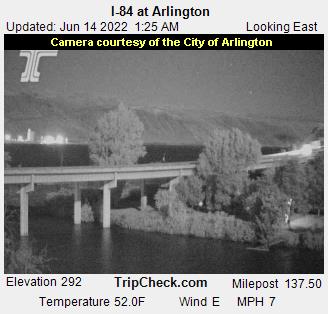 I-84 at Arlington
Updated: Jun 14 2022 1:25 AM Looking East
Camera courtesy of the City of Arlington
Elevation 292 TripCheck.com Milepost 137.50
Temperature 52.0F Wind E MPH 7